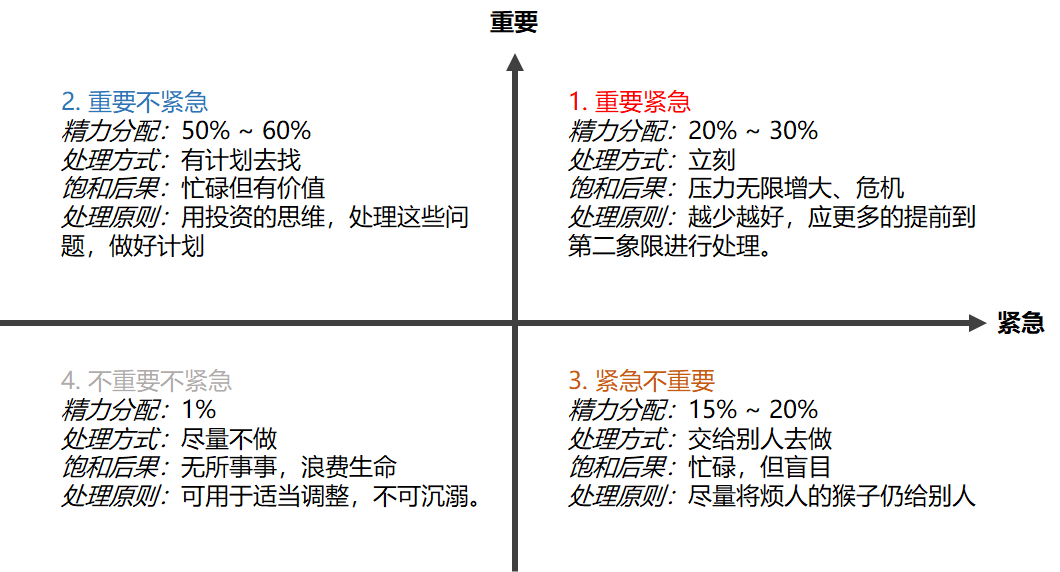 重要
2. 重要不紧急
精力分配：50% ~ 60%
处理方式：有计划去找
饱和后果：忙碌但有价值
处理原则：用投资的思维，处理这些问
题，做好计划
1. 重要紧急
精力分配：20% ~ 30%
处理方式：立刻
饱和后果：压力无限增大、危机
处理原则：越少越好，应更多的提前到
第二象限进行处理。
紧急
4. 不重要不紧急
精力分配：1%
处理方式：尽量不做
饱和后果：无所事事，浪费生命
处理原则：可用于适当调整，不可沉溺。
3. 紧急不重要
精力分配：15% ~ 20%
处理方式：交给别人去做
饱和后果：忙碌，但盲目
处理原则：尽量将烦人的猴子仍给别人